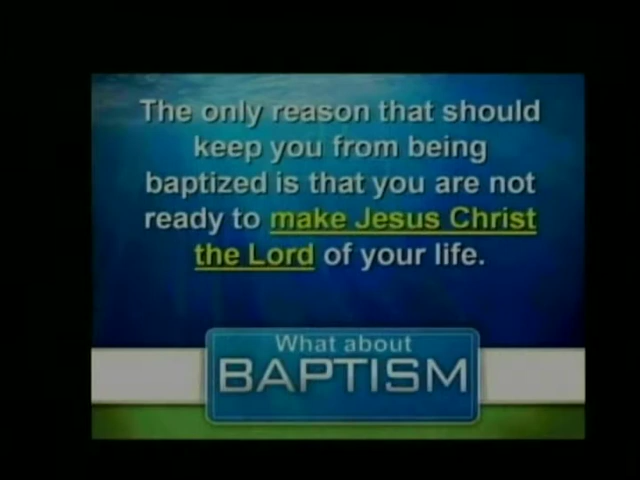 The only reason that should
keep you from being
baptized is that you are not
ready to make Jesus Christ
the Lord of your life.
What about
BAPTISM